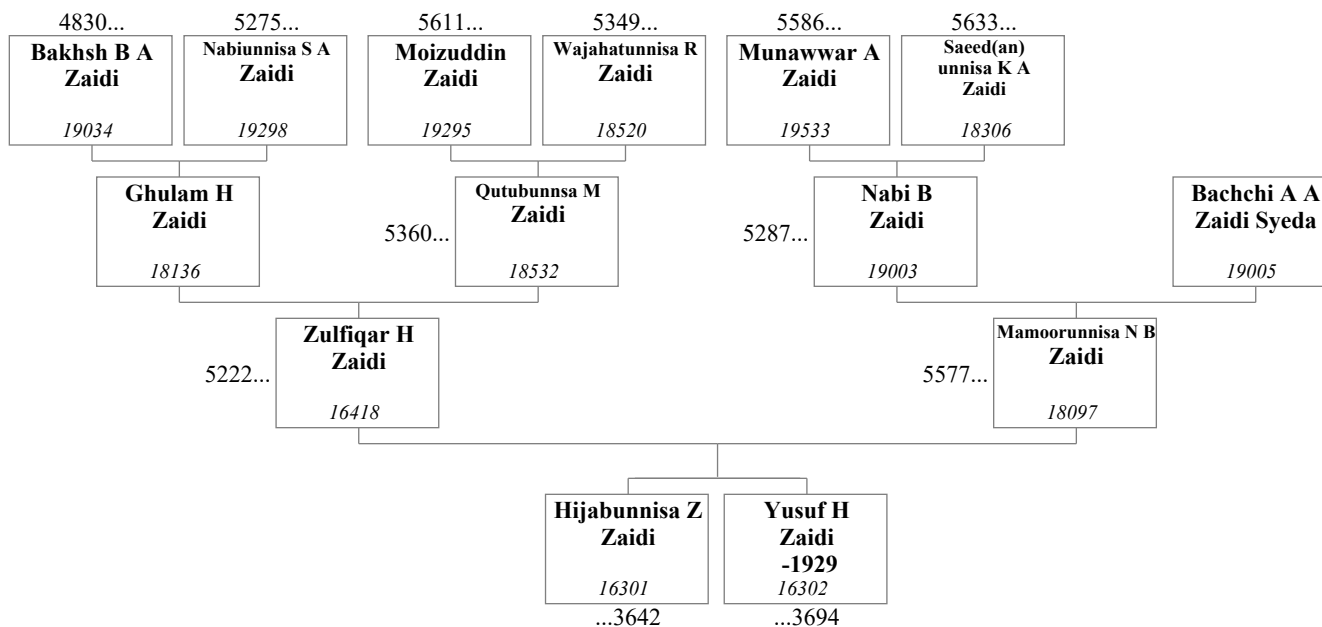 4830...
5275...
5611...
5349...
5586...
5633...
Bakhsh B A
Zaidi
19034
Nabiunnisa S A
Zaidi
19298
Moizuddin
Zaidi
19295
Wajahatunnisa R
Zaidi
18520
Munawwar A
Zaidi
19533
Saeed(an)
unnisa K A
Zaidi
18306
Ghulam H
Zaidi
18136
5360...
Qutubunnsa M
Zaidi
18532
5287...
Nabi B
Zaidi
19003
Bachchi A A
Zaidi Syeda
19005
5222...
Zulfiqar H
Zaidi
16418
5577...
Mamoorunnisa N B
Zaidi
18097
Hijabunnisa Z
Zaidi
16301
...3642
Yusuf H
Zaidi
-1929
16302
...3694